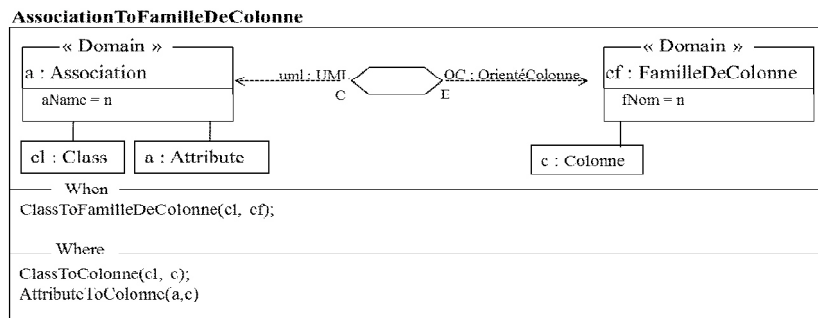 AssociationToFamilleDeColonne
« Domain »
a : Association
aName = n
cl : Class
a : Attribute
uml : UML
C
OC : OrientéColonne
E
« Domain »
cf : FamilleDeColonne
fNom = n
c : Colonne
When
ClassToFamilleDeColonne(cl, cf);
Where
ClassToColonne(cl, c);
AttributeToColonne(a,c)